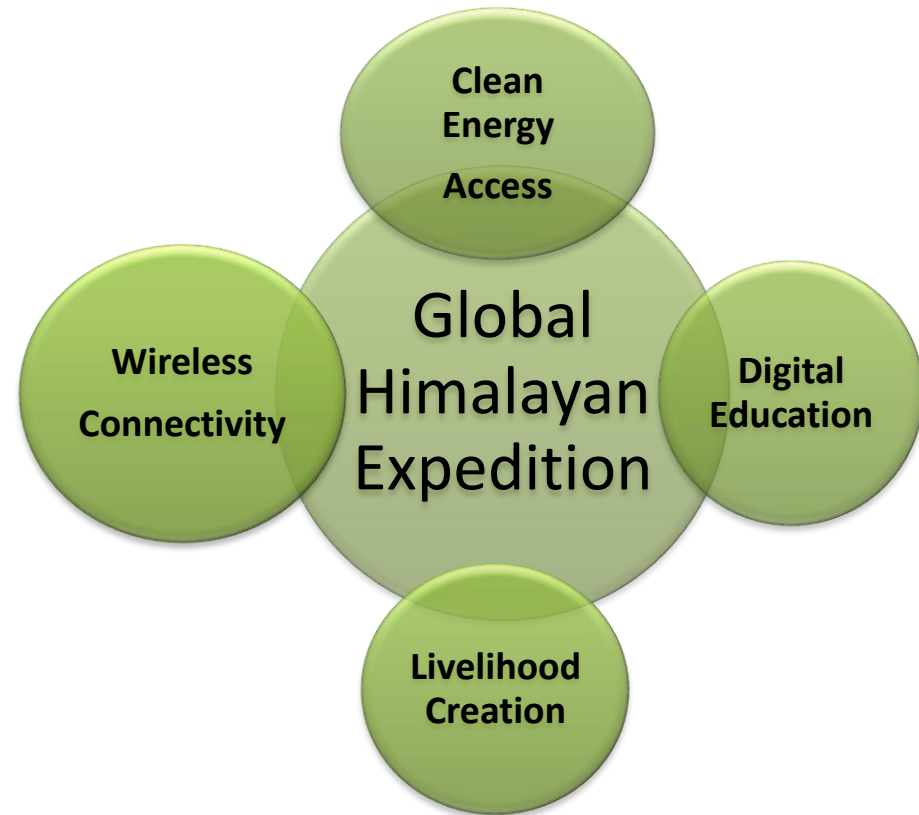 Clean
Energy
Access
Global
Himalayan
Expedition
Wireless
Connectivity
Digital
Education
Livelihood
Creation